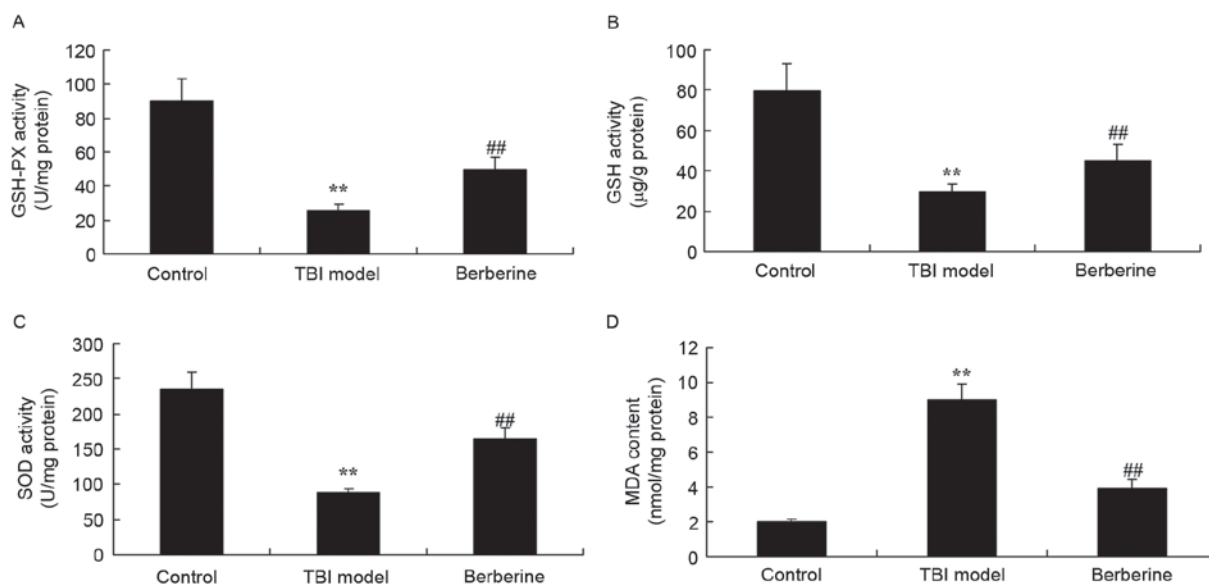 A
GSH-PX activity
(U/mg protein)
120
100
80
60
40
20
0
**
##
Control
TBI model
Berberine
B
GSH activity
(µg/g protein)
100
80
60
40
20
0
**
##
Control
TBI model
Berberine
C
SOD activity
(U/mg protein)
300
250
200
150
100
50
0
**
##
Control
TBI model
Berberine
D
MDA content
(nmol/mg protein)
12
10
8
6
4
2
0
**
##
Control
TBI model
Berberine